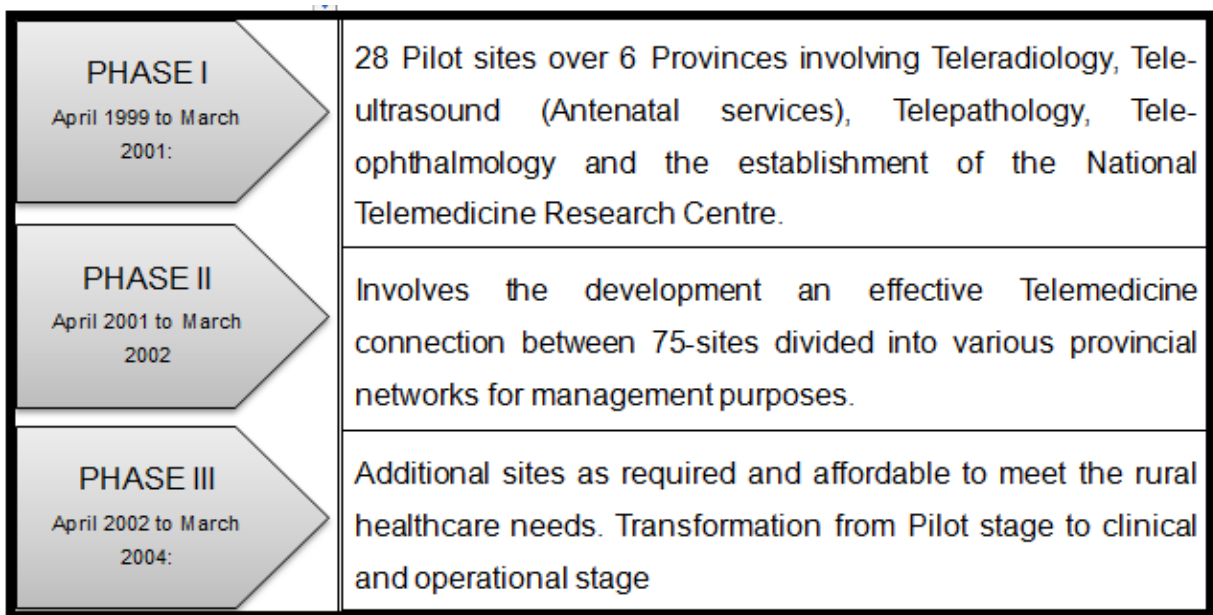 PHASE I
April 1999 to March
2001:
28 Pilot sites over 6 Provinces involving Teleradiology, Tele-
ultrasound (Antenatal services), Telepathology, Tele-
ophthalmology and the establishment of the National
Telemedicine Research Centre.
PHASE II
April 2001 to March
2002
Involves the development an effective Telemedicine
connection between 75-sites divided into various provincial
networks for management purposes.
PHASE III
April 2002 to March
2004:
Additional sites as required and affordable to meet the rural
healthcare needs. Transformation from Pilot stage to clinical
and operational stage